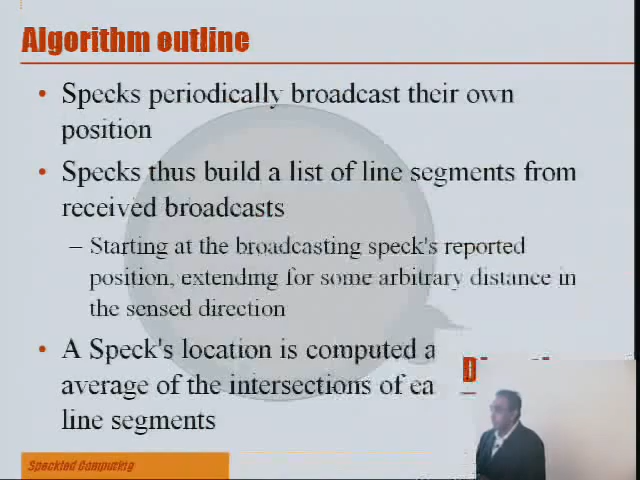 Algorithm outline
• Specks periodically broadcast their own
position
• Specks thus build a list of line segments from
received broadcasts
– Starting at the broadcasting speck's reported
position, extending for some arbitrary distance in
the sensed direction
• A Speck's location is computed a
average of the intersections of ea
line segments
Speckled Computing